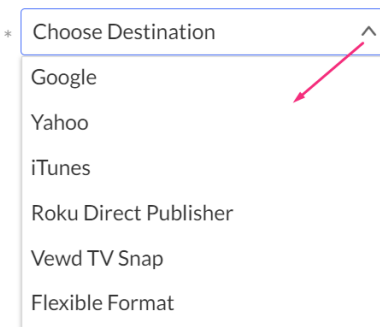 * Choose Destination
Google
Yahoo
iTunes
Roku Direct Publisher
Vewd TV Snap
Flexible Format